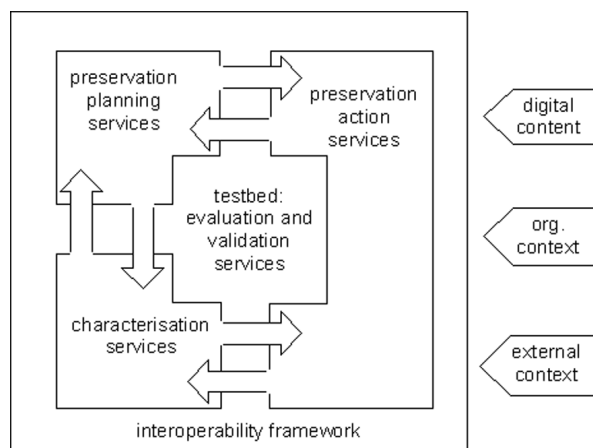 preservation
planning
services
preservation
action
services
testbed:
evaluation and
validation
services
characterisation
services
interoperability framework
digital
content
org.
context
external
context